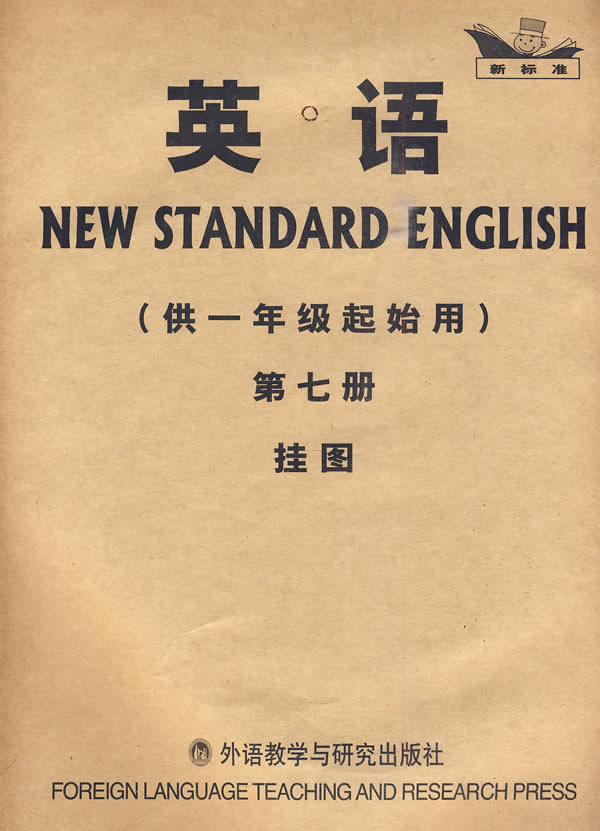 新标准
英语
NEW STANDARD ENGLISH
（供一年级起始用）
第七册
挂图
外语教学与研究出版社
FOREIGN LANGUAGE TEACHING AND RESEARCH PRESS